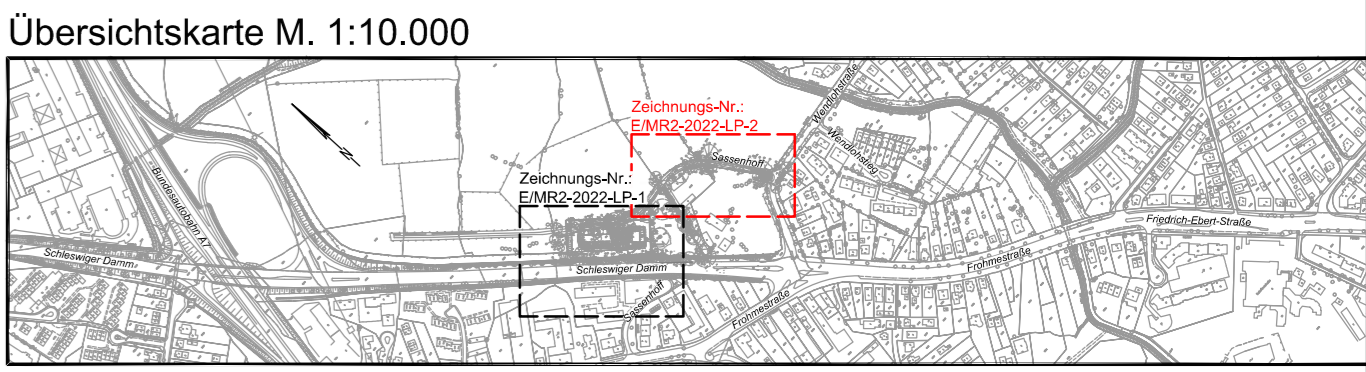 Übersichtskarte M. 1:10.000
Zeichnungs-Nr.:
E/MR2-2022-LP-2
Zeichnungs-Nr.:
E/MR2-2022-LP-1
Wendlohstraße
Wendlohstieg
Sassenhoff
N
Bundesautobahn A7
Schleswiger Damm
Schleswiger Damm
Sassenhoff
Frohmestraße
Frohmestraße
Friedrich-Ebert-Straße